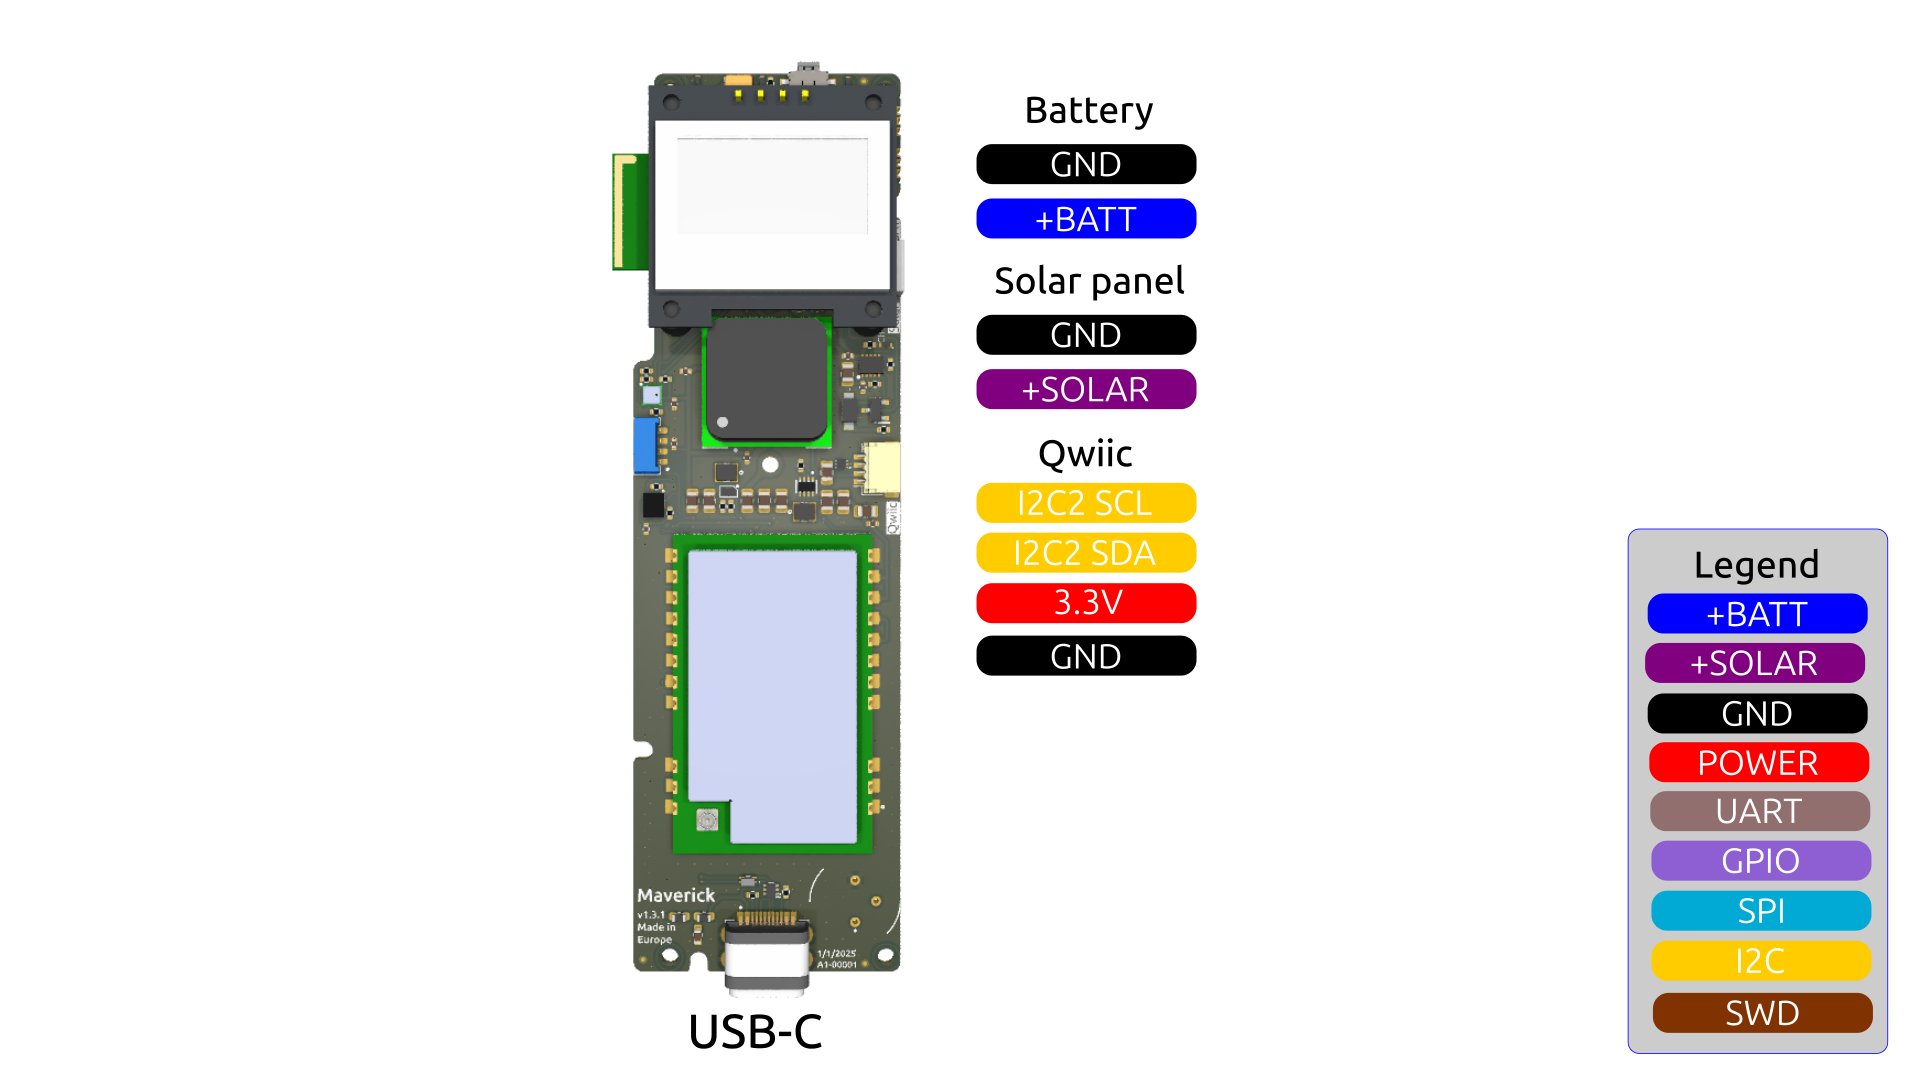 Battery
GND
+BATT
Solar panel
GND
+SOLAR
Qwiic
I2C2 SCL
I2C2 SDA
3.3V
GND
Qwiic
Maverick
v1.3.1
Made in
Europe
1/1/2025
A1-00001
USB-C
Legend
+BATT
+SOLAR
GND
POWER
UART
GPIO
SPI
I2C
SWD